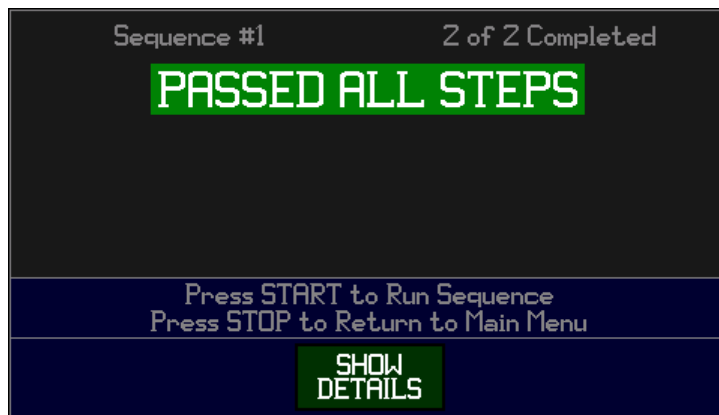 Sequence #1 2 of 2 Completed
PASSED ALL STEPS
Press START to Run Sequence
Press STOP to Return to Main Menu
SHOW
DETAILS